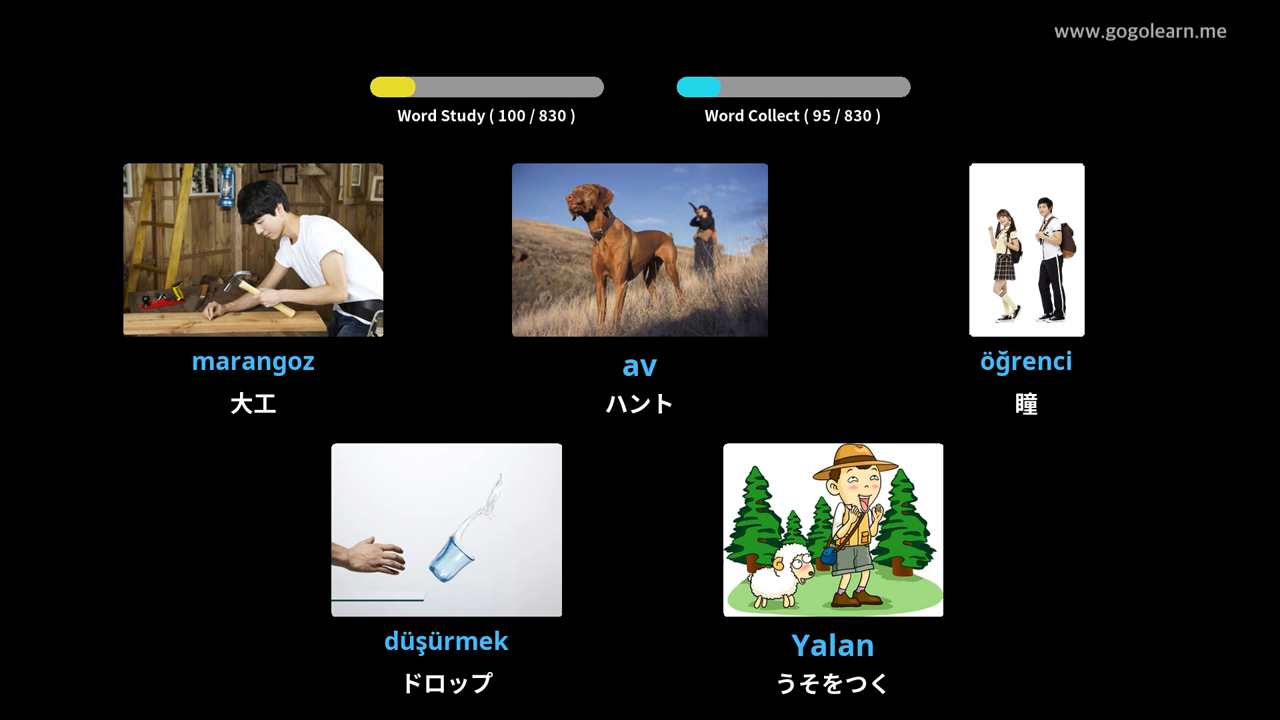 www.gogolearn.me
Word Study ( 100 / 830 )
Word Collect ( 95 / 830 )
marangoz
大工
av
ハント
öğrenci
瞳
düşürmek
ドロップ
Yalan
うそをつく